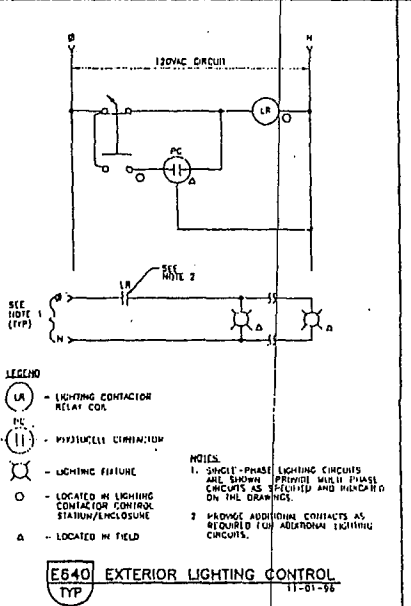 Ø N
120VAC CIRCUIT
LR
PC
SEE
NOTE 2
LR
SEE
NOTE 1
(TYP)
Ø
N
LEGEND
LR - LIGHTING CONTACTOR
RELAY COIL
PC
- PHOTOCELL CONTACTOR
- LIGHTING FIXTURE
- LOCATED IN LIGHTING
CONTACTOR CONTROL
STATION/ENCLOSURE
- LOCATED IN FIELD
NOTES
1. SINGLE-PHASE LIGHTING CIRCUITS
ARE SHOWN PROVIDE MULTI PHASE
CIRCUITS AS SPECIFIED AND INDICATED
ON THE DRAWINGS.
2 PROVIDE ADDITIONAL CONTACTS AS
REQUIRED FOR ADDITIONAL LIGHTING
CIRCUITS.
E640 EXTERIOR LIGHTING CONTROL
TYP 11-01-96